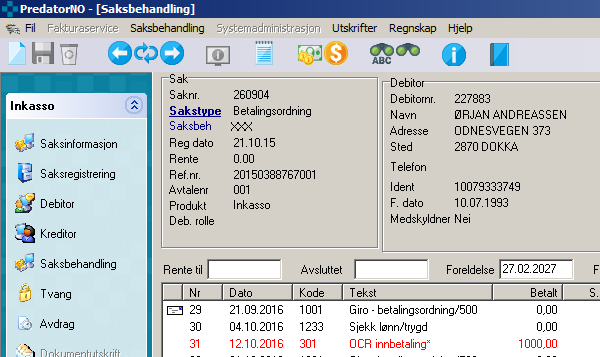 PredatorNO - [Saksbehandling]
Fil Fakturaservice Saksbehandling Systemadministrasjon Utskrifter Regnskap Hjelp
ABC
Inkasso
Saksinformasjon
Saksregistrering
Debitor
Kreditor
Saksbehandling
Tvang
Avdrag
Dokumentutskrift
Sak
Saknr. 260904
Sakstype Betalingsordning
Saksbeh XXX
Reg dato 21.10.15
Rente 0.00
Ref.nr. 20150388767001
Avtalenr 001
Produkt Inkasso
Deb. rolle
Debitor
Debitornr. 227883
Navn ØRJAN ANDREASSEN
Adresse ODNESVEGEN 373
Sted 2870 DOKKA
Telefon
Ident 10079333749
F. dato 10.07.1993
Medskyldner Nei
Rente til Avsluttet Foreldelse 27.02.2027 F
Nr Dato Kode Tekst Betalt S.
29 21.09.2016 1001 Giro - betalingsordning/500 0,00
30 04.10.2016 1233 Sjekk lønn/trygd 0,00
31 12.10.2016 301 OCR innbetaling* 1000,00